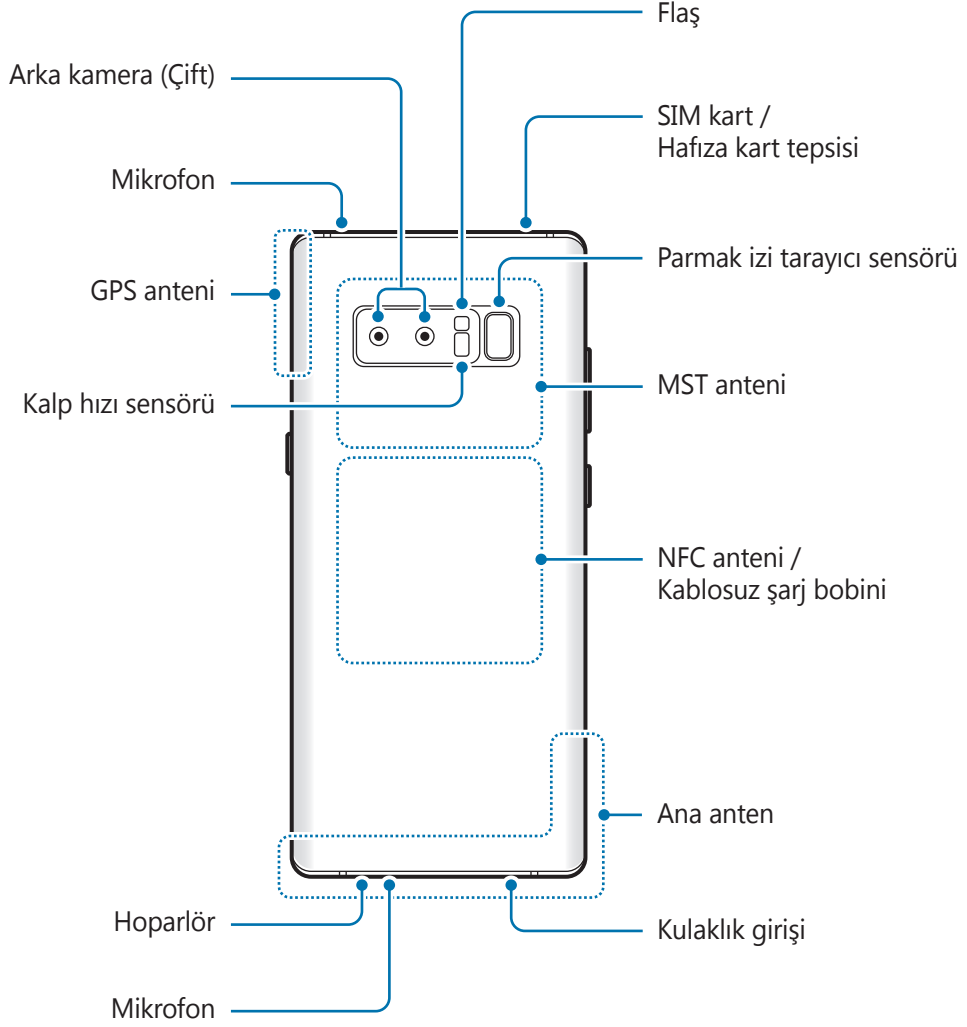 Flaş
Arka kamera (Çift)
SIM kart /
Hafıza kart tepsisi
Mikrofon
Parmak izi tarayıcı sensörü
GPS anteni
MST anteni
Kalp hızı sensörü
NFC anteni /
Kablosuz şarj bobini
Ana anten
Hoparlör
Kulaklık girişi
Mikrofon